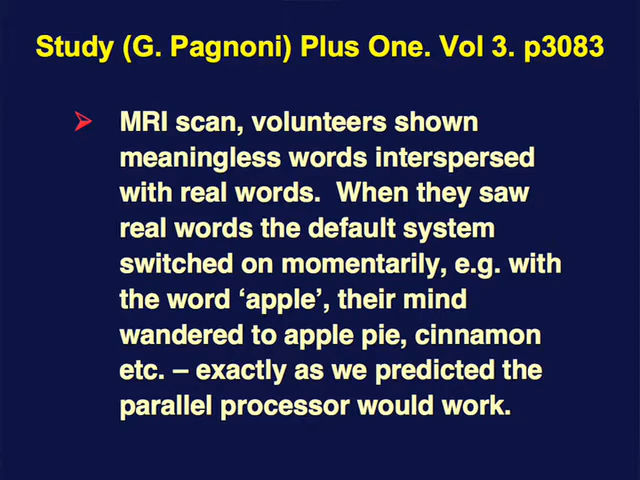 Study (G. Pagnoni) Plus One. Vol 3. p3083
MRI scan, volunteers shown
meaningless words interspersed
with real words. When they saw
real words the default system
switched on momentarily, e.g. with
the word ‘apple’, their mind
wandered to apple pie, cinnamon
etc. – exactly as we predicted the
parallel processor would work.